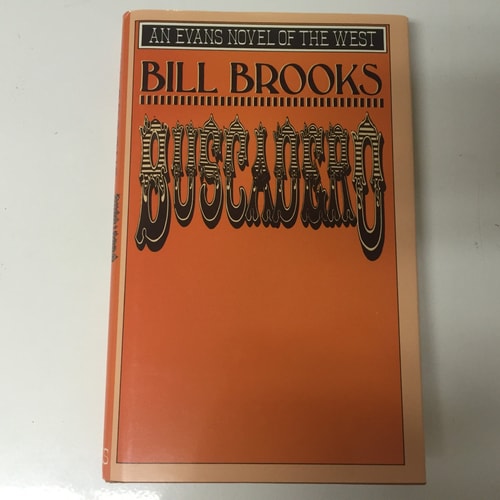 AN EVANS NOVEL OF THE WEST
BILL BROOKS
BUSCADERO